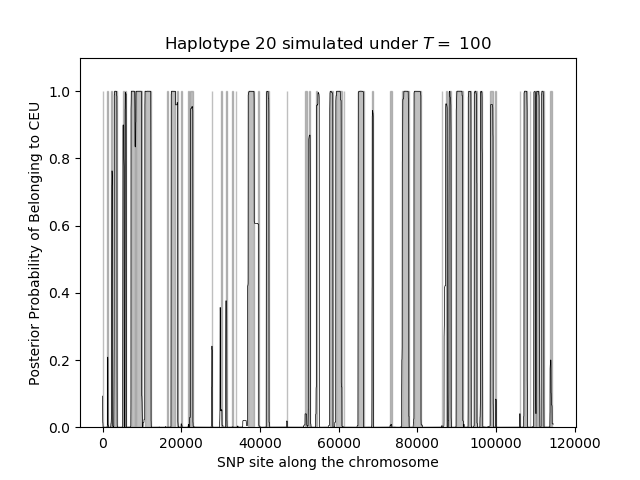 Haplotype 20 simulated under T = 100
Posterior Probability of Belonging to CEU
1.0
0.8
0.6
0.4
0.2
0.0
0 20000 40000 60000 80000 100000 120000
SNP site along the chromosome